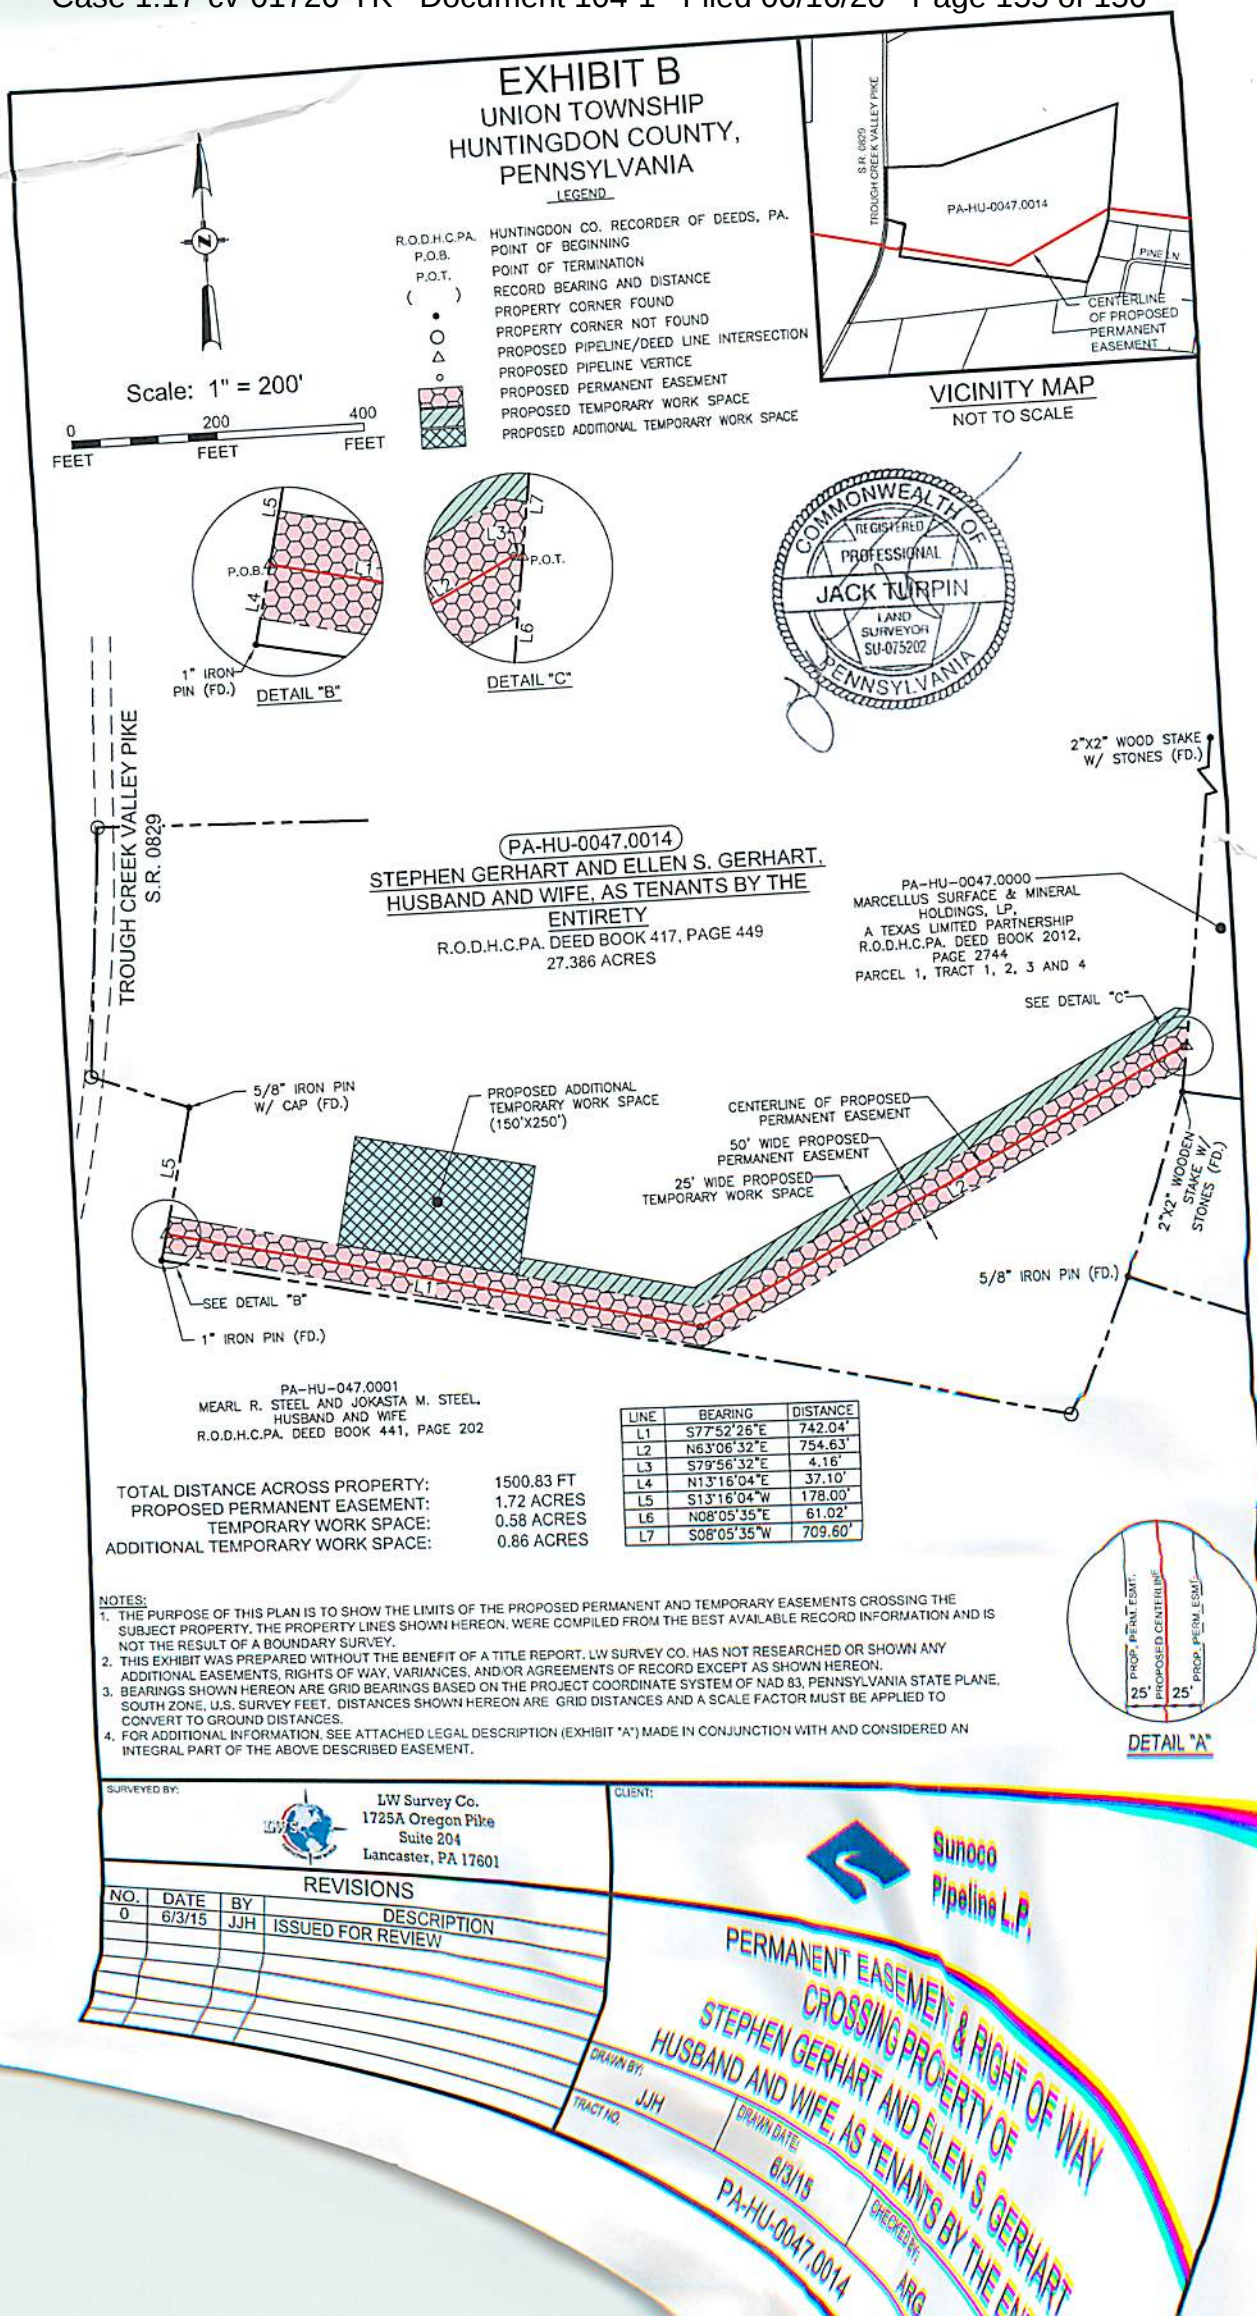 Case 1:17-cv-01726-YK Document 104-1 Filed 06/16/20 Page 155 of 156
EXHIBIT B
UNION TOWNSHIP
HUNTINGDON COUNTY,
PENNSYLVANIA
LEGEND
R.O.D.H.C.PA. HUNTINGDON CO. RECORDER OF DEEDS, PA.
P.O.B. POINT OF BEGINNING
P.O.T. POINT OF TERMINATION
( ) RECORD BEARING AND DISTANCE
PROPERTY CORNER FOUND
PROPERTY CORNER NOT FOUND
PROPOSED PIPELINE/DEED LINE INTERSECTION
PROPOSED PIPELINE VERTICE
PROPOSED PERMANENT EASEMENT
PROPOSED TEMPORARY WORK SPACE
PROPOSED ADDITIONAL TEMPORARY WORK SPACE
N
Scale: 1" = 200'
0 200 400
FEET FEET FEET
S.R. 0829
TROUGH CREEK VALLEY PIKE
PA-HU-0047.0014
PINE LN
CENTERLINE
OF PROPOSED
PERMANENT
EASEMENT
VICINITY MAP
NOT TO SCALE
L5
P.O.B.
L1
L4
1" IRON
PIN (FD.)
DETAIL "B"
L7
L3
P.O.T.
L2
L6
DETAIL "C"
COMMONWEALTH OF
REGISTERED
PROFESSIONAL
JACK TURPIN
LAND
SURVEYOR
SU-075202
PENNSYLVANIA
2"X2" WOOD STAKE
W/ STONES (FD.)
TROUGH CREEK VALLEY PIKE
S.R. 0829
PA-HU-0047.0014
STEPHEN GERHART AND ELLEN S. GERHART,
HUSBAND AND WIFE, AS TENANTS BY THE
ENTIRETY
R.O.D.H.C.PA. DEED BOOK 417, PAGE 449
27.386 ACRES
PA-HU-0047.0000
MARCELLUS SURFACE & MINERAL
HOLDINGS, LP,
A TEXAS LIMITED PARTNERSHIP
R.O.D.H.C.PA. DEED BOOK 2012,
PAGE 2744
PARCEL 1, TRACT 1, 2, 3 AND 4
SEE DETAIL "C"
5/8" IRON PIN
W/ CAP (FD.)
PROPOSED ADDITIONAL
TEMPORARY WORK SPACE
(150'X250')
CENTERLINE OF PROPOSED
PERMANENT EASEMENT
50' WIDE PROPOSED
PERMANENT EASEMENT
25' WIDE PROPOSED
TEMPORARY WORK SPACE
L5
L2
2"X2" WOODEN
STAKE W/
STONES (FD.)
5/8" IRON PIN (FD.)
L1
SEE DETAIL "B"
1" IRON PIN (FD.)
PA-HU-047.0001
MEARL R. STEEL AND JOKASTA M. STEEL,
HUSBAND AND WIFE
R.O.D.H.C.PA. DEED BOOK 441, PAGE 202
LINE BEARING DISTANCE
L1 S77°52'26"E 742.04'
L2 N63°06'32"E 754.63'
L3 S79°56'32"E 4.16'
L4 N13°16'04"E 37.10'
L5 S13°16'04"W 178.00'
L6 N08°05'35"E 61.02'
L7 S08°05'35"W 709.60'
TOTAL DISTANCE ACROSS PROPERTY: 1500.83 FT
PROPOSED PERMANENT EASEMENT: 1.72 ACRES
TEMPORARY WORK SPACE: 0.58 ACRES
ADDITIONAL TEMPORARY WORK SPACE: 0.86 ACRES
NOTES:
1. THE PURPOSE OF THIS PLAN IS TO SHOW THE LIMITS OF THE PROPOSED PERMANENT AND TEMPORARY EASEMENTS CROSSING THE
SUBJECT PROPERTY. THE PROPERTY LINES SHOWN HEREON, WERE COMPILED FROM THE BEST AVAILABLE RECORD INFORMATION AND IS
NOT THE RESULT OF A BOUNDARY SURVEY.
2. THIS EXHIBIT WAS PREPARED WITHOUT THE BENEFIT OF A TITLE REPORT. LW SURVEY CO. HAS NOT RESEARCHED OR SHOWN ANY
ADDITIONAL EASEMENTS, RIGHTS OF WAY, VARIANCES, AND/OR AGREEMENTS OF RECORD EXCEPT AS SHOWN HEREON.
3. BEARINGS SHOWN HEREON ARE GRID BEARINGS BASED ON THE PROJECT COORDINATE SYSTEM OF NAD 83, PENNSYLVANIA STATE PLANE,
SOUTH ZONE, U.S. SURVEY FEET. DISTANCES SHOWN HEREON ARE GRID DISTANCES AND A SCALE FACTOR MUST BE APPLIED TO
CONVERT TO GROUND DISTANCES.
4. FOR ADDITIONAL INFORMATION, SEE ATTACHED LEGAL DESCRIPTION (EXHIBIT "A") MADE IN CONJUNCTION WITH AND CONSIDERED AN
INTEGRAL PART OF THE ABOVE DESCRIBED EASEMENT.
PROP. PERM. ESMT.
PROPOSED CENTERLINE
PROP. PERM. ESMT.
25' 25'
DETAIL "A"
SURVEYED BY:
LWSC
LW Survey Co.
1725A Oregon Pike
Suite 204
Lancaster, PA 17601
CLIENT:
Sunoco
Pipeline L.P.
REVISIONS
NO. DATE BY DESCRIPTION
0 6/3/15 JJH ISSUED FOR REVIEW
PERMANENT EASEMENT & RIGHT OF WAY
CROSSING PROPERTY OF
STEPHEN GERHART AND ELLEN S. GERHART
HUSBAND AND WIFE, AS TENANTS BY THE
DRAWN BY:
JJH
DRAWN DATE:
6/3/15
CHECKED BY:
ARG
TRACT NO.
PA-HU-0047.0014